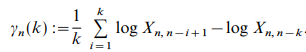 γₙ(k) := 1/k ∑_{i=1}^{k} log X_{n, n−i+1} − log X_{n, n−k}.